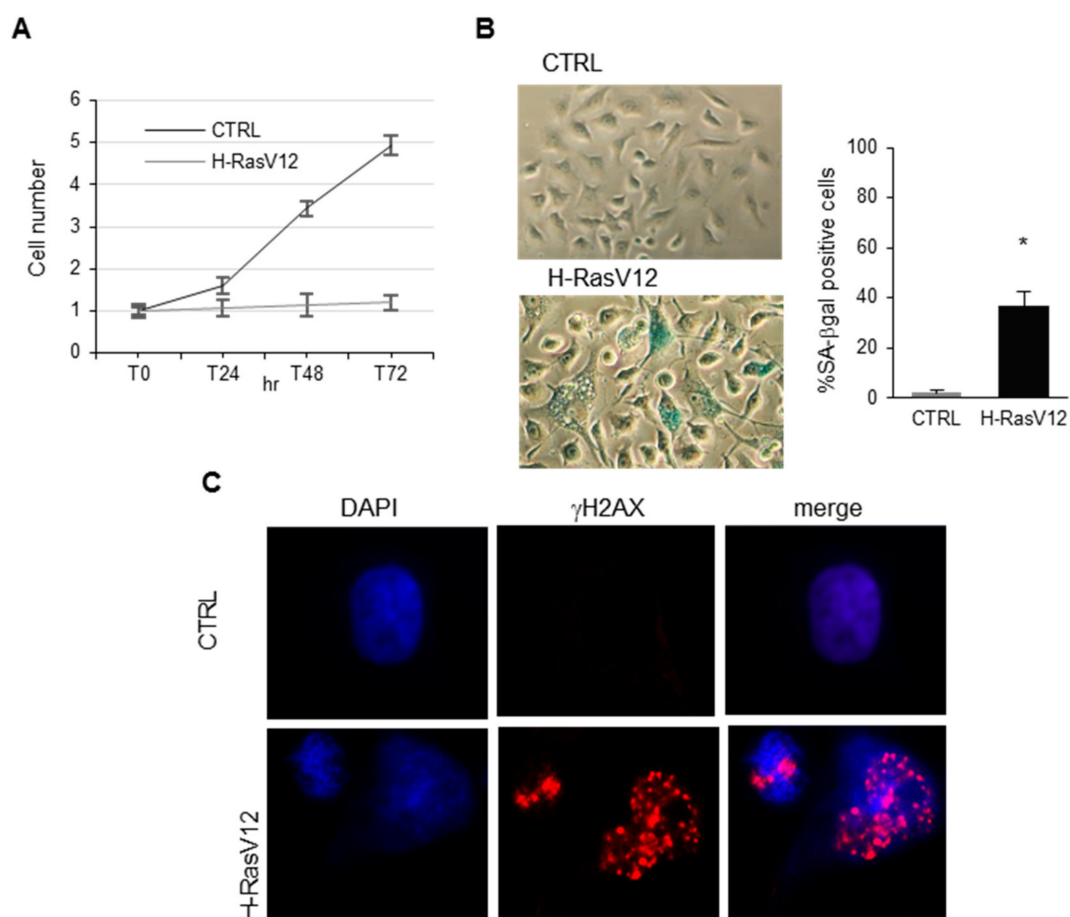 A
6
5
4
3
2
1
0
Cell number
CTRL
H-RasV12
T0 T24 T48 T72
hr
B
CTRL
H-RasV12
100
80
60
40
20
0
%SA-βgal positive cells
*
CTRL H-RasV12
C
DAPI γH2AX merge
CTRL
H-RasV12